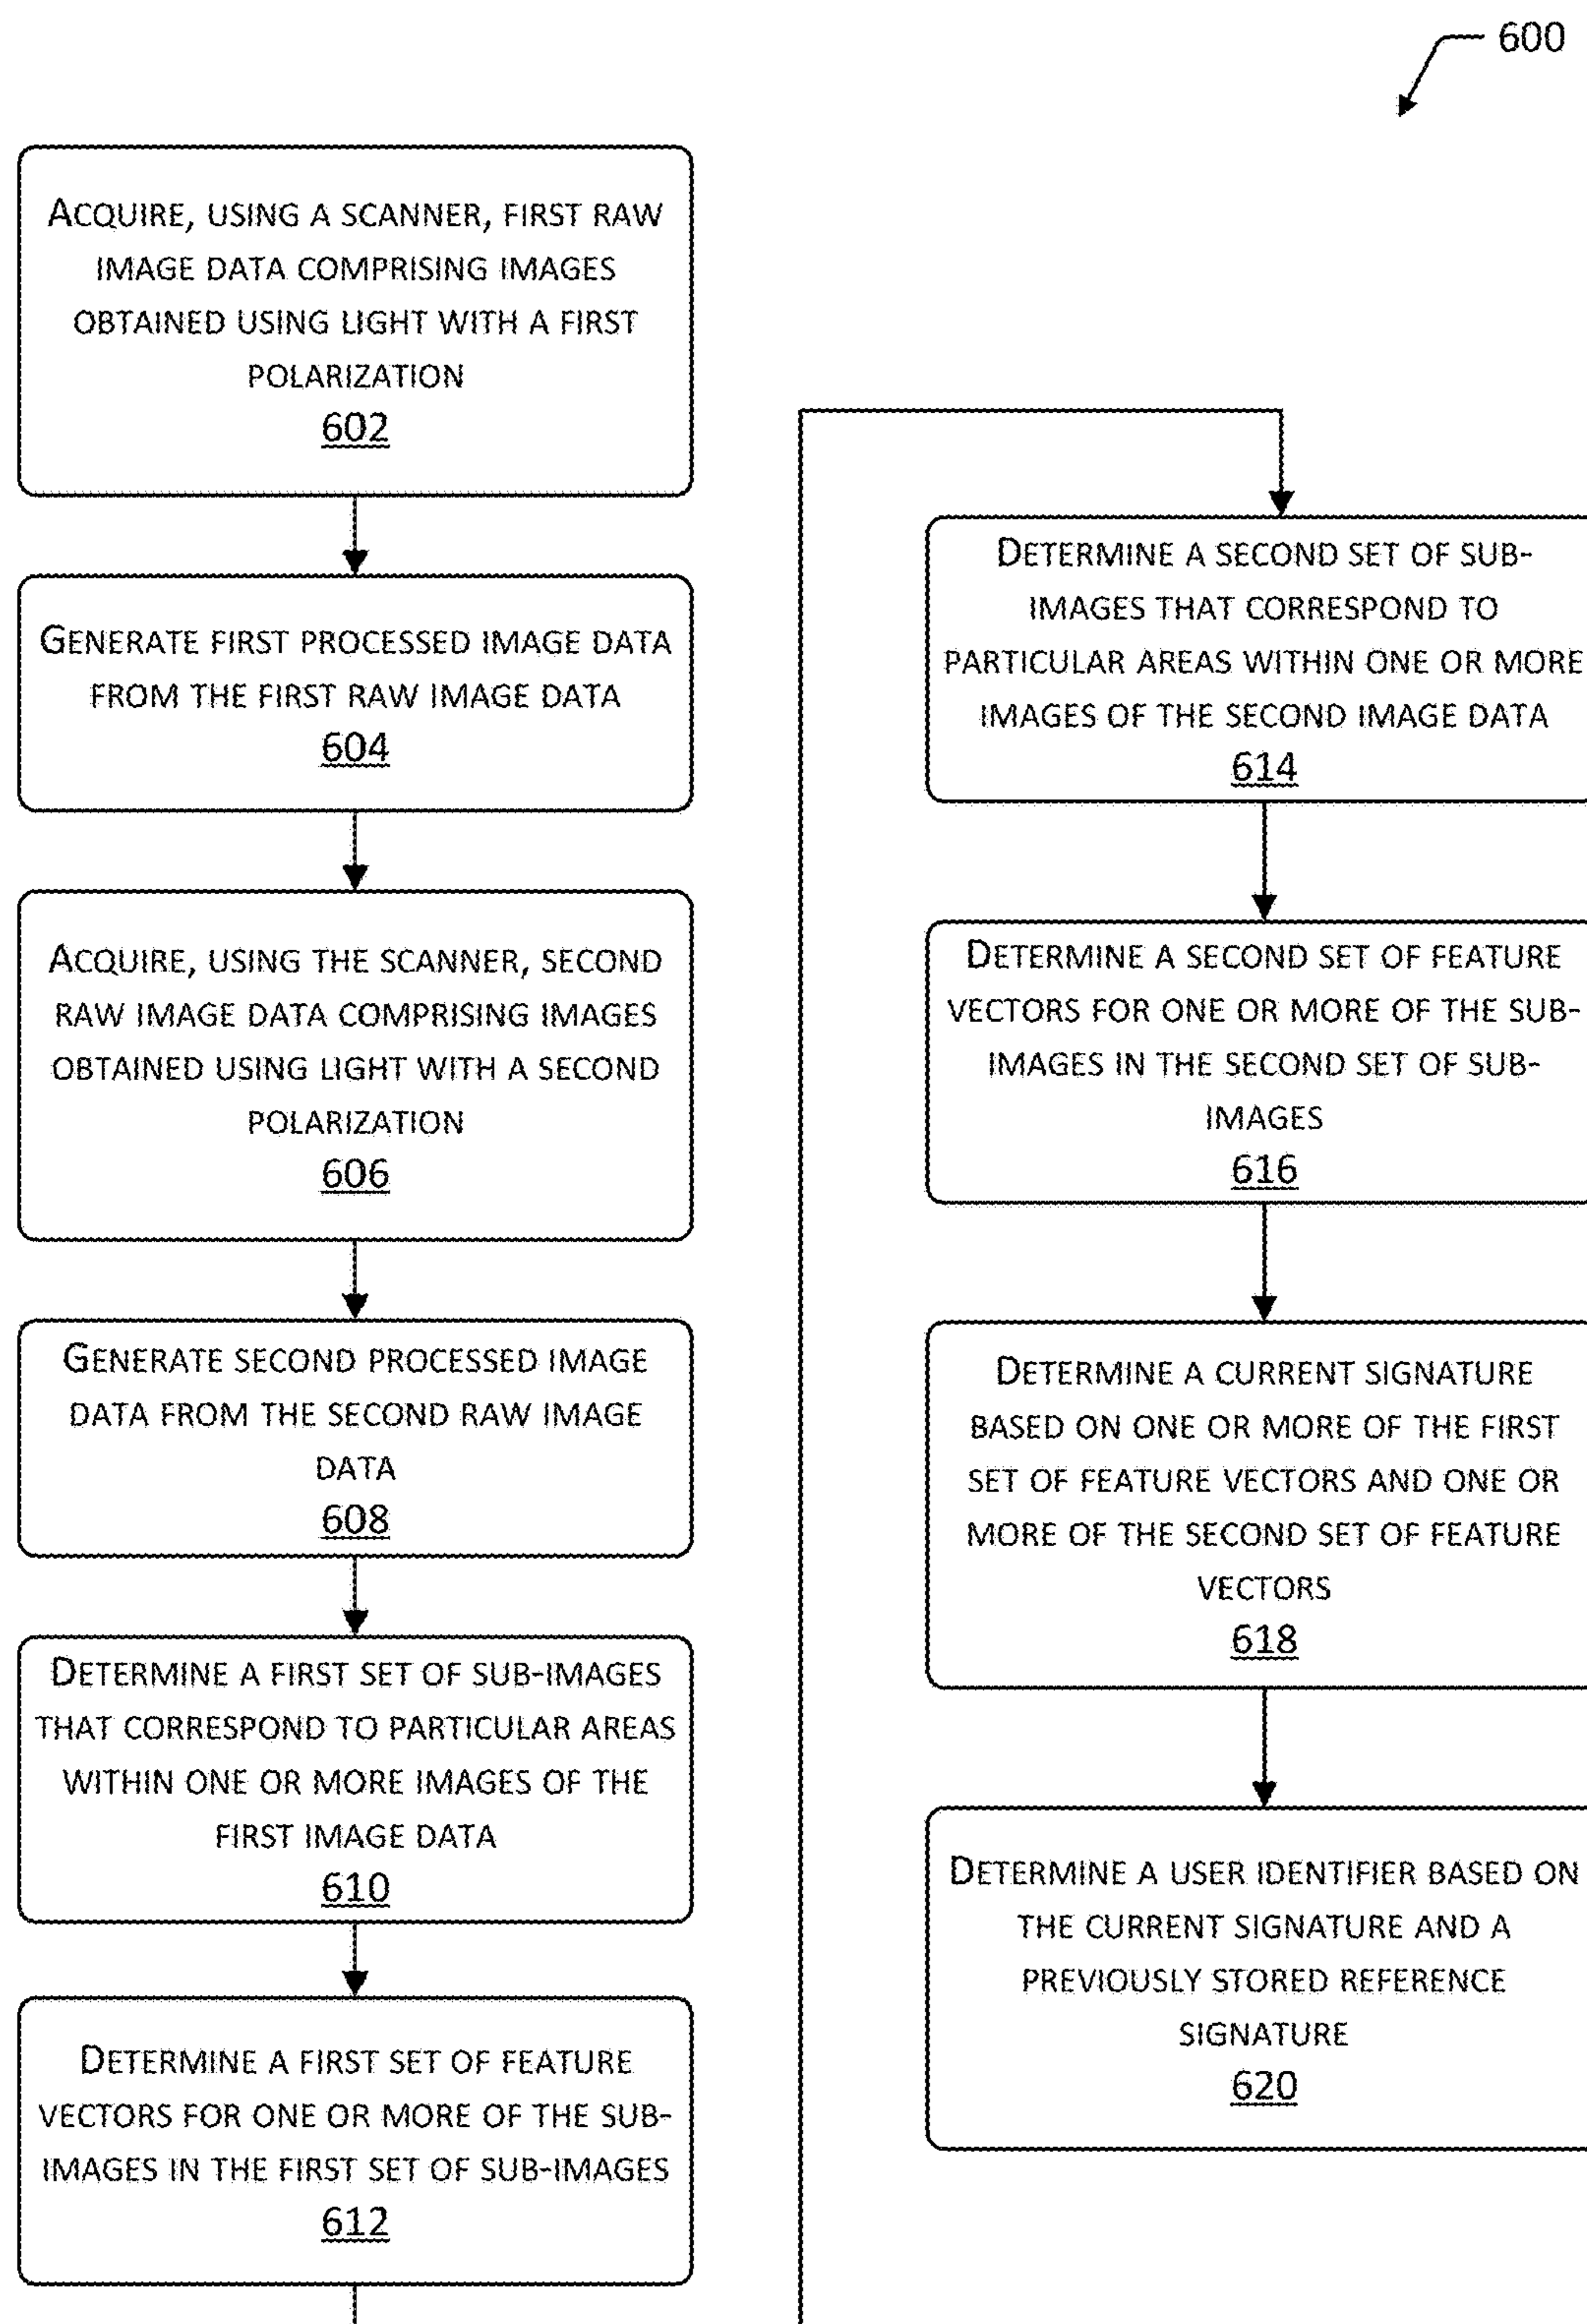 600
ACQUIRE, USING A SCANNER, FIRST RAW
IMAGE DATA COMPRISING IMAGES
OBTAINED USING LIGHT WITH A FIRST
POLARIZATION
602
GENERATE FIRST PROCESSED IMAGE DATA
FROM THE FIRST RAW IMAGE DATA
604
ACQUIRE, USING THE SCANNER, SECOND
RAW IMAGE DATA COMPRISING IMAGES
OBTAINED USING LIGHT WITH A SECOND
POLARIZATION
606
GENERATE SECOND PROCESSED IMAGE
DATA FROM THE SECOND RAW IMAGE
DATA
608
DETERMINE A FIRST SET OF SUB-IMAGES
THAT CORRESPOND TO PARTICULAR AREAS
WITHIN ONE OR MORE IMAGES OF THE
FIRST IMAGE DATA
610
DETERMINE A FIRST SET OF FEATURE
VECTORS FOR ONE OR MORE OF THE SUB-
IMAGES IN THE FIRST SET OF SUB-IMAGES
612
DETERMINE A SECOND SET OF SUB-
IMAGES THAT CORRESPOND TO
PARTICULAR AREAS WITHIN ONE OR MORE
IMAGES OF THE SECOND IMAGE DATA
614
DETERMINE A SECOND SET OF FEATURE
VECTORS FOR ONE OR MORE OF THE SUB-
IMAGES IN THE SECOND SET OF SUB-
IMAGES
616
DETERMINE A CURRENT SIGNATURE
BASED ON ONE OR MORE OF THE FIRST
SET OF FEATURE VECTORS AND ONE OR
MORE OF THE SECOND SET OF FEATURE
VECTORS
618
DETERMINE A USER IDENTIFIER BASED ON
THE CURRENT SIGNATURE AND A
PREVIOUSLY STORED REFERENCE
SIGNATURE
620